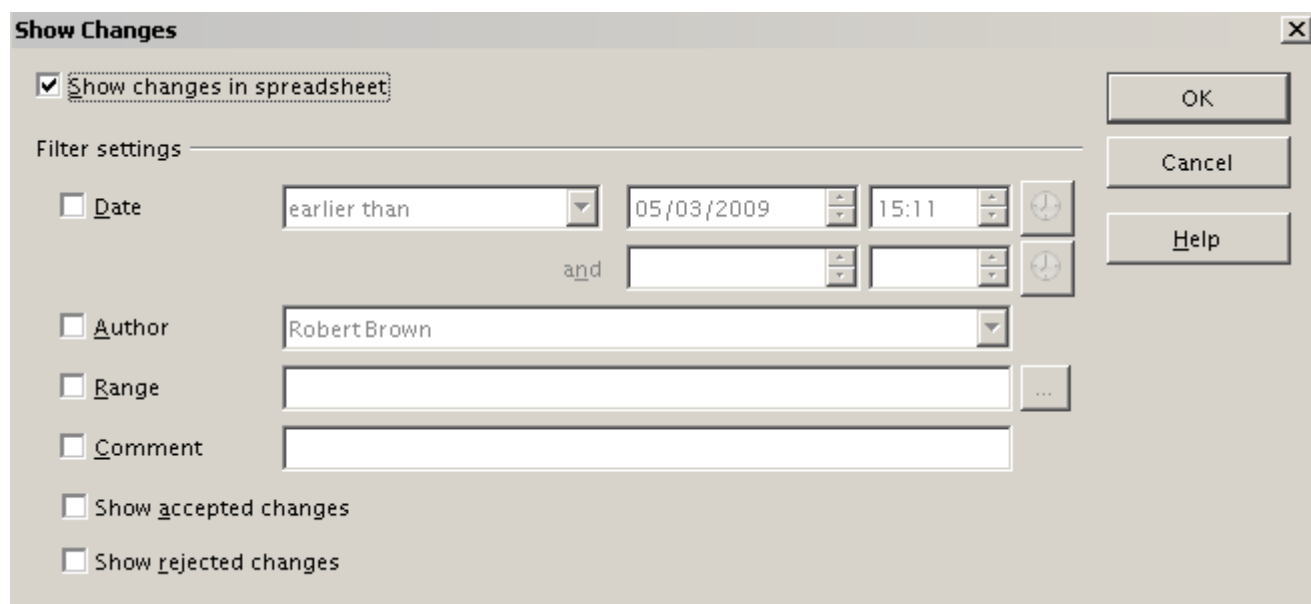 Show Changes
Show changes in spreadsheet
OK
Filter settings
Cancel
Date earlier than 05/03/2009 15:11
Help
and
Author Robert Brown
Range ...
Comment
Show accepted changes
Show rejected changes